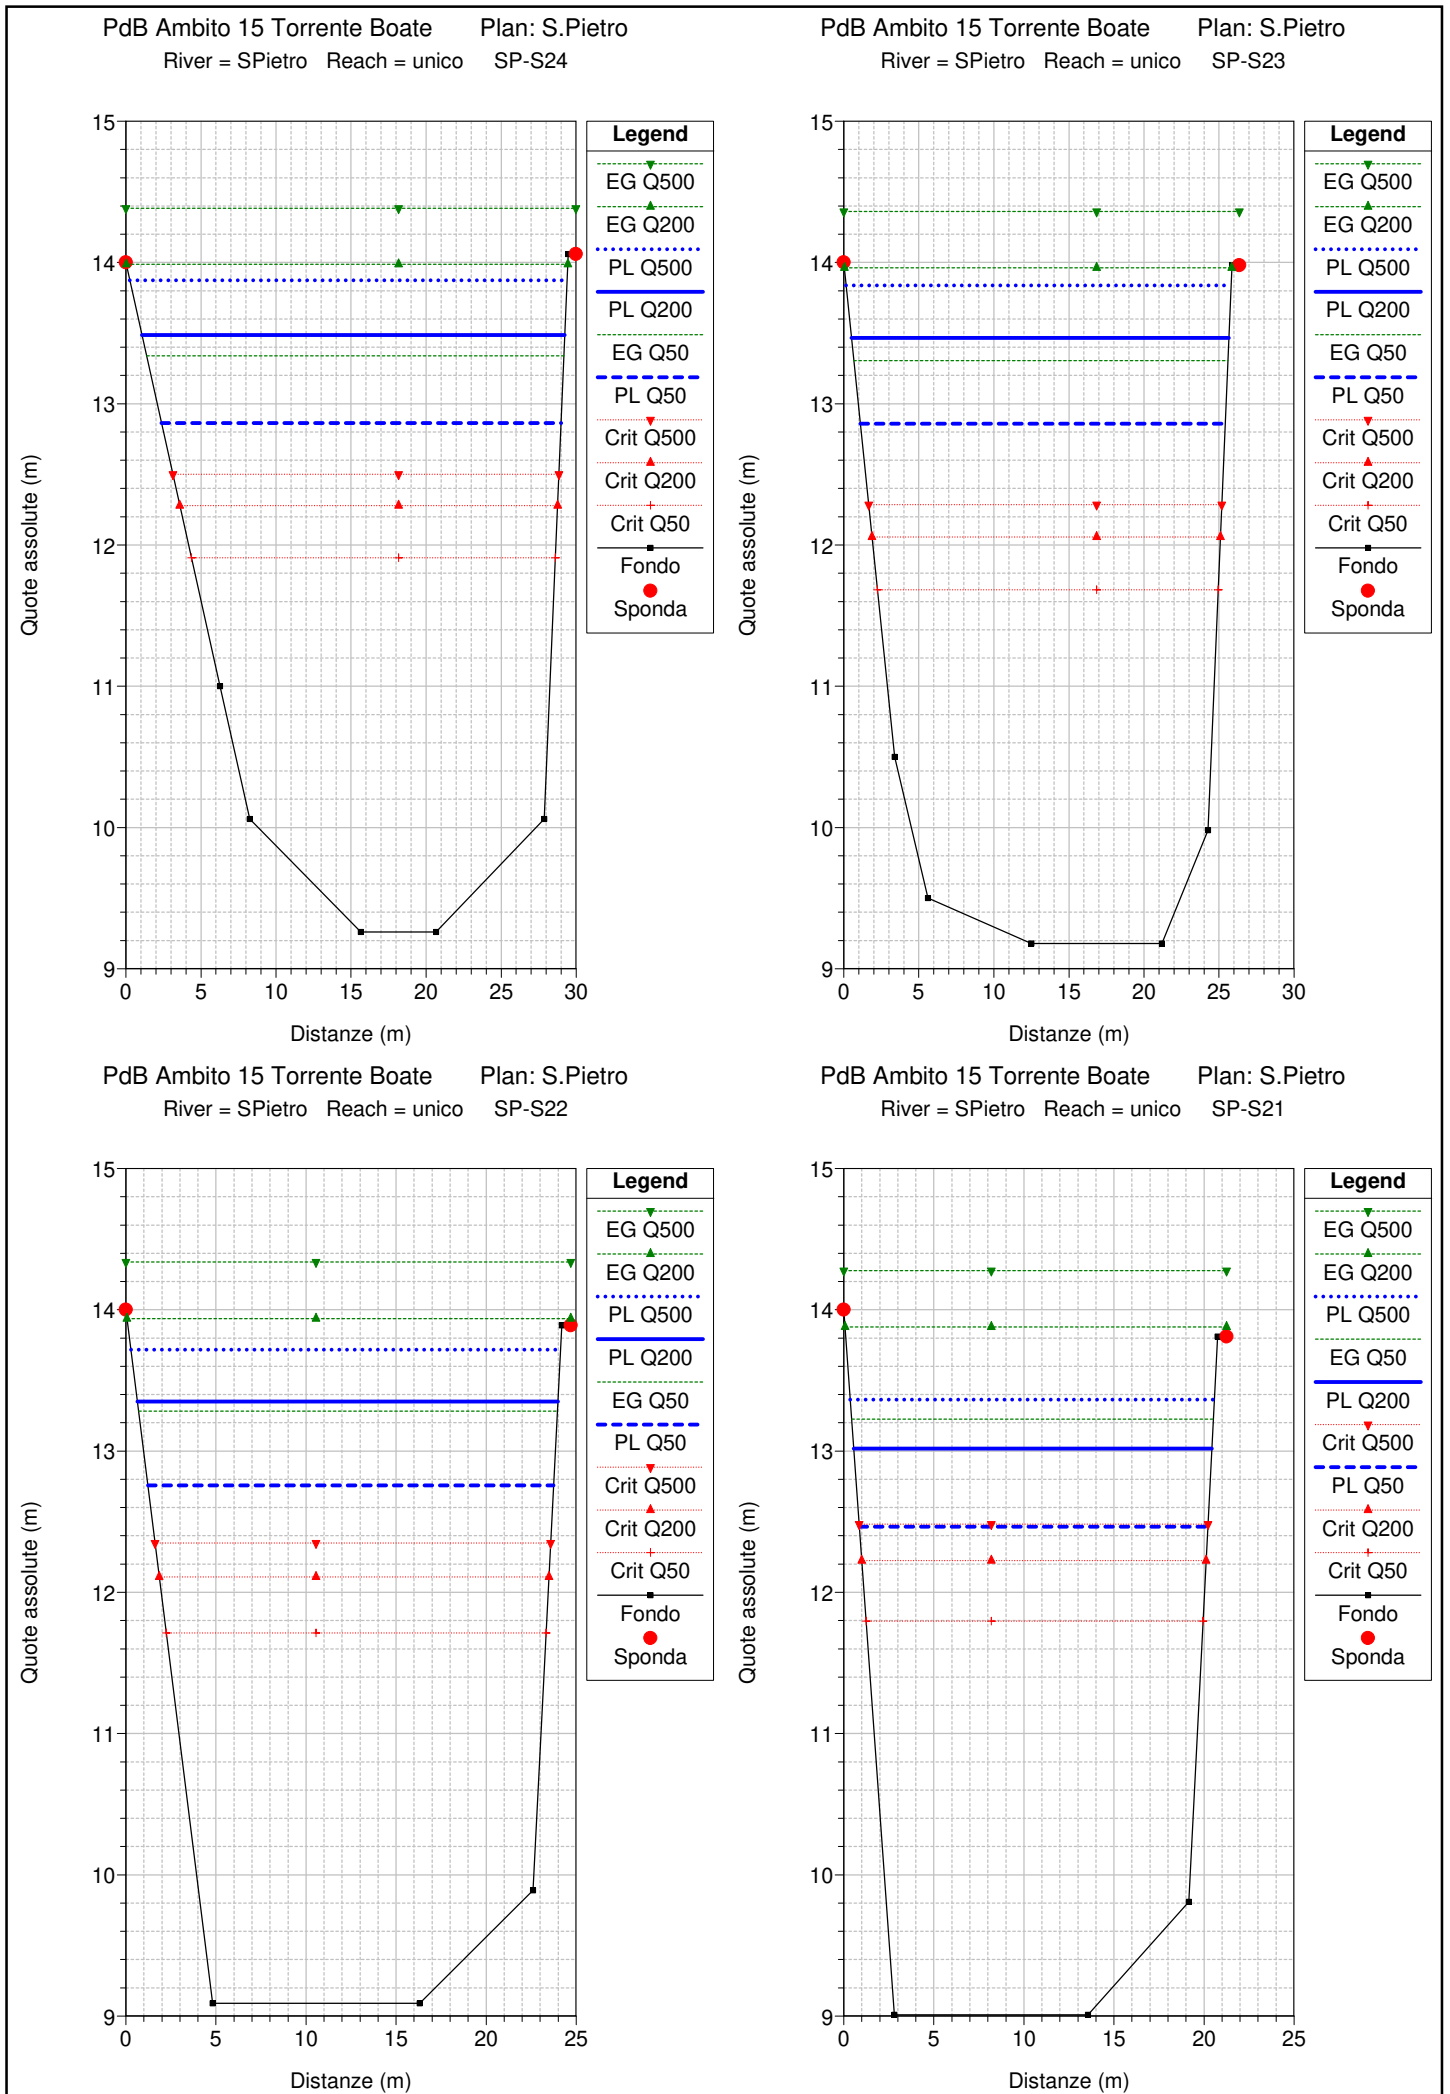 PdB Ambito 15 Torrente Boate Plan: S.Pietro
River = SPietro Reach = unico SP-S24
15
14
13
12
11
10
9
Quote assolute (m)
0 5 10 15 20 25 30
Distanze (m)
Legend
EG Q500
EG Q200
PL Q500
PL Q200
EG Q50
PL Q50
Crit Q500
Crit Q200
Crit Q50
Fondo
Sponda
PdB Ambito 15 Torrente Boate Plan: S.Pietro
River = SPietro Reach = unico SP-S23
15
14
13
12
11
10
9
Quote assolute (m)
0 5 10 15 20 25 30
Distanze (m)
Legend
EG Q500
EG Q200
PL Q500
PL Q200
EG Q50
PL Q50
Crit Q500
Crit Q200
Crit Q50
Fondo
Sponda
PdB Ambito 15 Torrente Boate Plan: S.Pietro
River = SPietro Reach = unico SP-S22
15
14
13
12
11
10
9
Quote assolute (m)
0 5 10 15 20 25
Distanze (m)
Legend
EG Q500
EG Q200
PL Q500
PL Q200
EG Q50
PL Q50
Crit Q500
Crit Q200
Crit Q50
Fondo
Sponda
PdB Ambito 15 Torrente Boate Plan: S.Pietro
River = SPietro Reach = unico SP-S21
15
14
13
12
11
10
9
Quote assolute (m)
0 5 10 15 20 25
Distanze (m)
Legend
EG Q500
EG Q200
PL Q500
EG Q50
PL Q200
Crit Q500
PL Q50
Crit Q200
Crit Q50
Fondo
Sponda